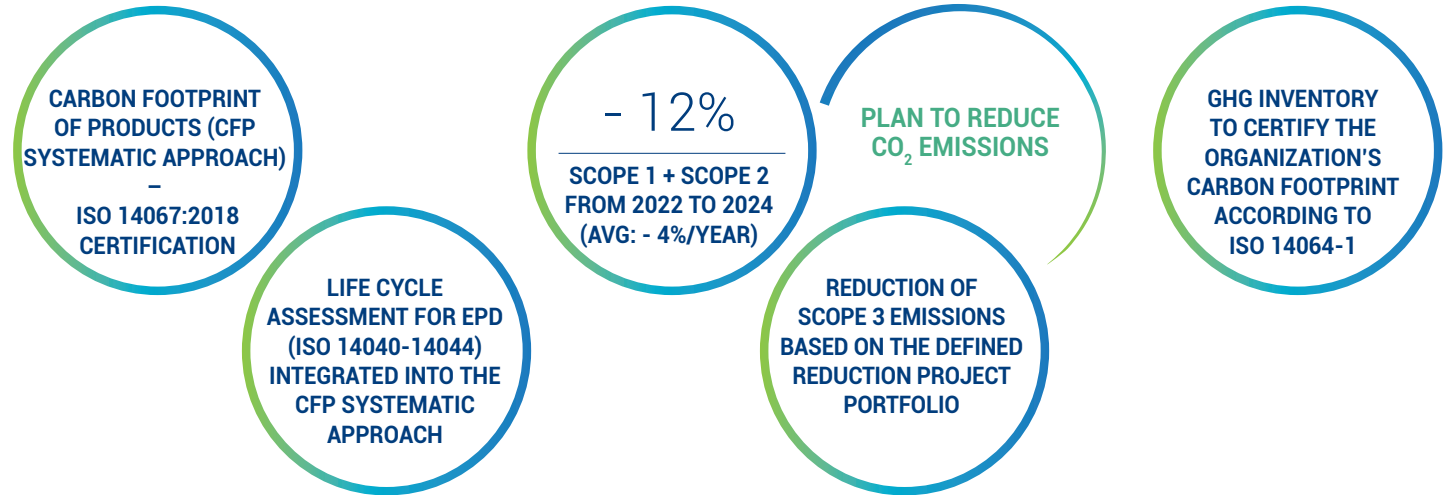 CARBON FOOTPRINT
OF PRODUCTS (CFP
SYSTEMATIC APPROACH)
–
ISO 14067:2018
CERTIFICATION
LIFE CYCLE
ASSESSMENT FOR EPD
(ISO 14040-14044)
INTEGRATED INTO THE
CFP SYSTEMATIC
APPROACH
- 12%
SCOPE 1 + SCOPE 2
FROM 2022 TO 2024
(AVG: - 4%/YEAR)
PLAN TO REDUCE
CO₂ EMISSIONS
REDUCTION OF
SCOPE 3 EMISSIONS
BASED ON THE DEFINED
REDUCTION PROJECT
PORTFOLIO
GHG INVENTORY
TO CERTIFY THE
ORGANIZATION'S
CARBON FOOTPRINT
ACCORDING TO
ISO 14064-1